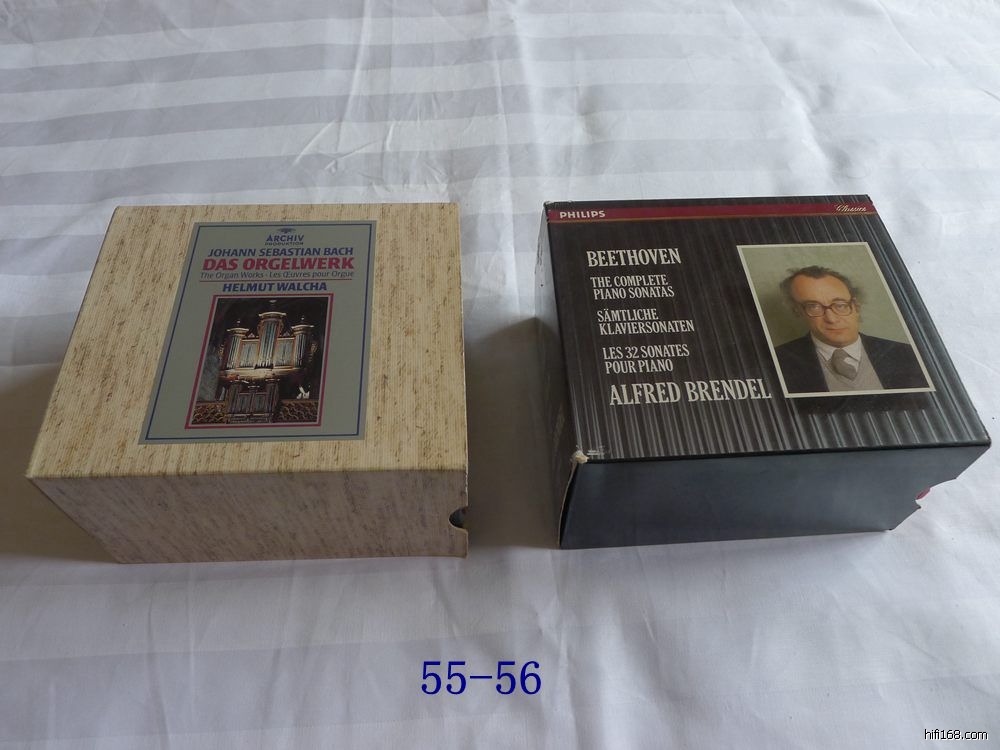 ARCHIV
PRODUKTION
JOHANN SEBASTIAN BACH
DAS ORGELWERK
The Organ Works · Les Œuvres pour Orgue
HELMUT WALCHA
PHILIPS
Classics
BEETHOVEN
THE COMPLETE
PIANO SONATAS
SÄMTLICHE
KLAVIERSONATEN
LES 32 SONATES
POUR PIANO
ALFRED BRENDEL
55-56
hifi168.com